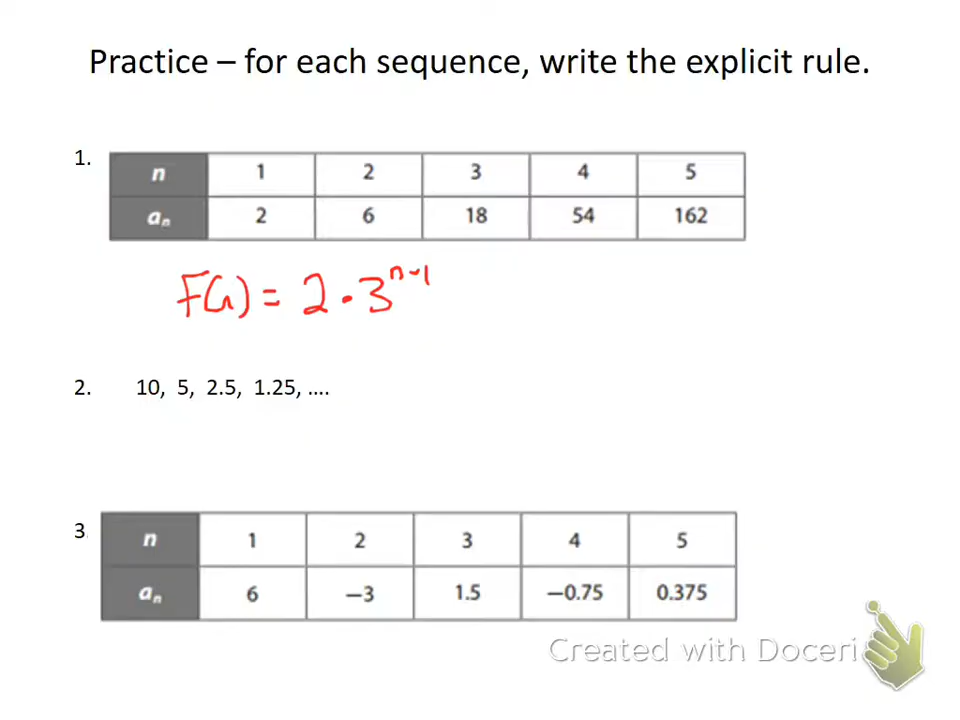 Practice – for each sequence, write the explicit rule.
1.
n 1 2 3 4 5
aₙ 2 6 18 54 162
F(n) = 2 · 3ⁿ⁻¹
2. 10, 5, 2.5, 1.25, ....
3.
n 1 2 3 4 5
aₙ 6 −3 1.5 −0.75 0.375
Created with Doceri